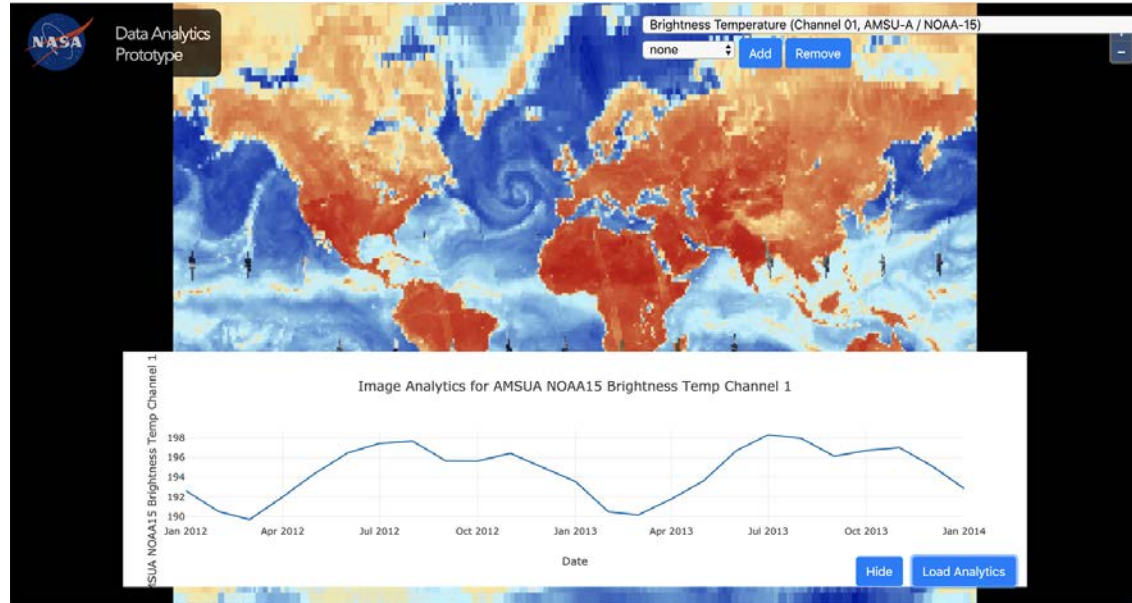 NASA
Data Analytics
Prototype
Brightness Temperature (Channel 01, AMSU-A / NOAA-15)
none
Add
Remove
-
Image Analytics for AMSUA NOAA15 Brightness Temp Channel 1
MSUA NOAA15 Brightness Temp Channel 1
198
196
194
192
190
Jan 2012
Apr 2012
Jul 2012
Oct 2012
Jan 2013
Apr 2013
Jul 2013
Oct 2013
Jan 2014
Date
Hide
Load Analytics